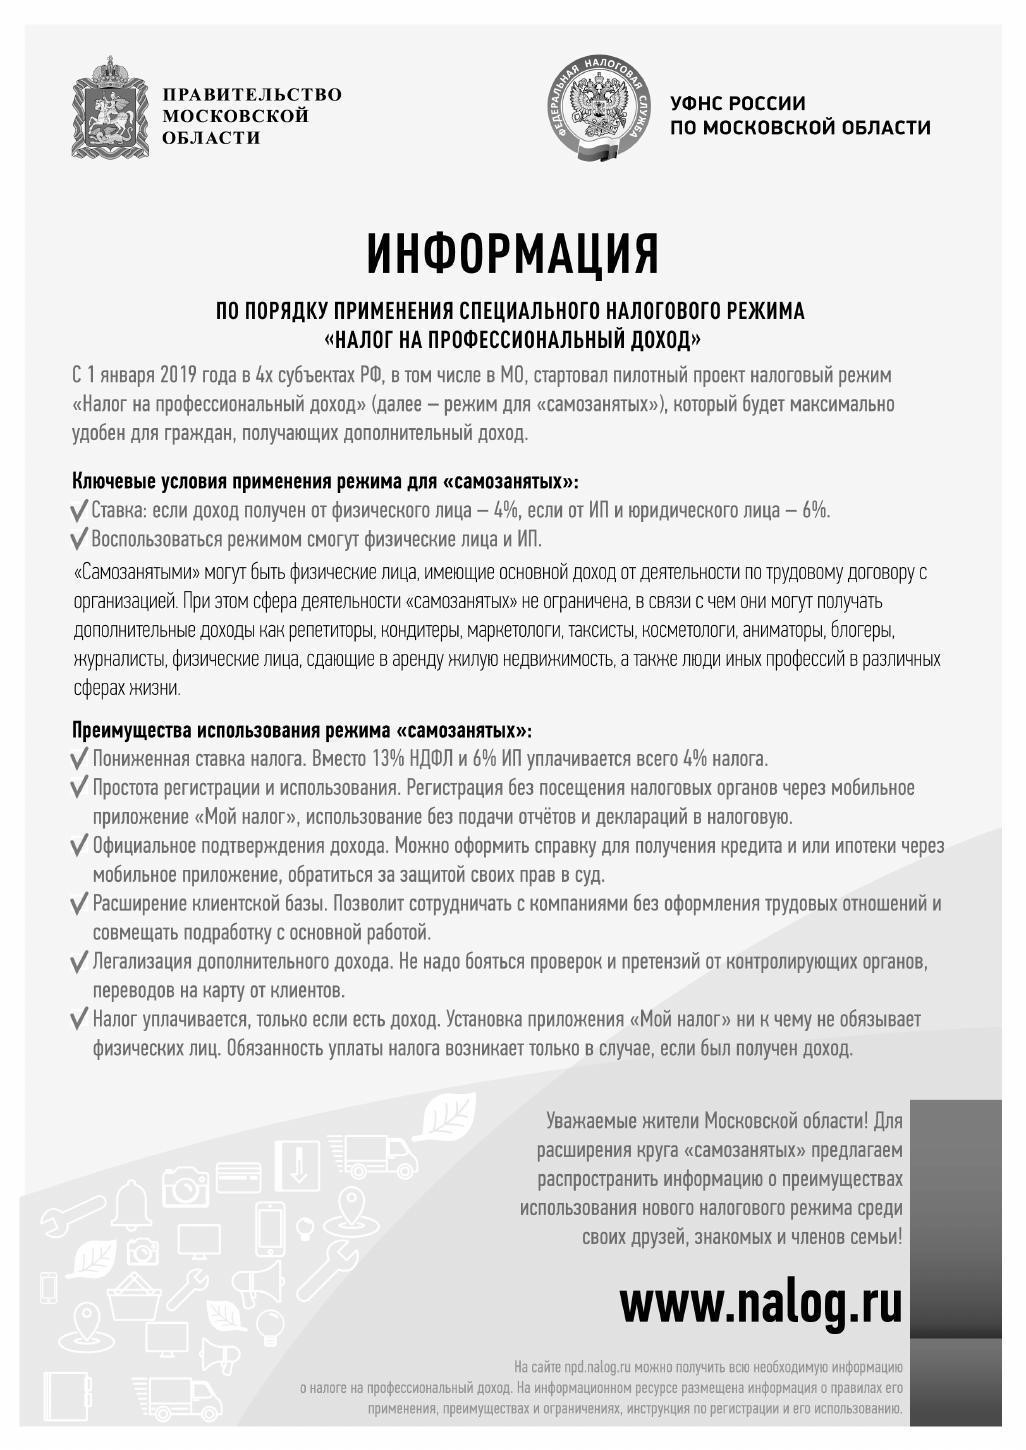 ПРАВИТЕЛЬСТВО
МОСКОВСКОЙ
ОБЛАСТИ
ФЕДЕРАЛЬНАЯ НАЛОГОВАЯ СЛУЖБА
УФНС РОССИИ
ПО МОСКОВСКОЙ ОБЛАСТИ
ИНФОРМАЦИЯ
ПО ПОРЯДКУ ПРИМЕНЕНИЯ СПЕЦИАЛЬНОГО НАЛОГОВОГО РЕЖИМА
«НАЛОГ НА ПРОФЕССИОНАЛЬНЫЙ ДОХОД»
С 1 января 2019 года в 4х субъектах РФ, в том числе в МО, стартовал пилотный проект налоговый режим
«Налог на профессиональный доход» (далее – режим для «самозанятых»), который будет максимально
удобен для граждан, получающих дополнительный доход.
Ключевые условия применения режима для «самозанятых»:
Ставка: если доход получен от физического лица – 4%, если от ИП и юридического лица – 6%.
Воспользоваться режимом смогут физические лица и ИП.
«Самозанятыми» могут быть физические лица, имеющие основной доход от деятельности по трудовому договору с
организацией. При этом сфера деятельности «самозанятых» не ограничена, в связи с чем они могут получать
дополнительные доходы как репетиторы, кондитеры, маркетологи, таксисты, косметологи, аниматоры, блогеры,
журналисты, физические лица, сдающие в аренду жилую недвижимость, а также люди иных профессий в различных
сферах жизни.
Преимущества использования режима «самозанятых»:
Пониженная ставка налога. Вместо 13% НДФЛ и 6% ИП уплачивается всего 4% налога.
Простота регистрации и использования. Регистрация без посещения налоговых органов через мобильное
приложение «Мой налог», использование без подачи отчётов и деклараций в налоговую.
Официальное подтверждения дохода. Можно оформить справку для получения кредита и или ипотеки через
мобильное приложение, обратиться за защитой своих прав в суд.
Расширение клиентской базы. Позволит сотрудничать с компаниями без оформления трудовых отношений и
совмещать подработку с основной работой.
Легализация дополнительного дохода. Не надо бояться проверок и претензий от контролирующих органов,
переводов на карту от клиентов.
Налог уплачивается, только если есть доход. Установка приложения «Мой налог» ни к чему не обязывает
физических лиц. Обязанность уплаты налога возникает только в случае, если был получен доход.
Уважаемые жители Московской области! Для
расширения круга «самозанятых» предлагаем
распространить информацию о преимуществах
использования нового налогового режима среди
своих друзей, знакомых и членов семьи!
www.nalog.ru
На сайте npd.nalog.ru можно получить всю необходимую информацию
о налоге на профессиональный доход. На информационном ресурсе размещена информация о правилах его
применения, преимуществах и ограничениях, инструкция по регистрации и его использованию.